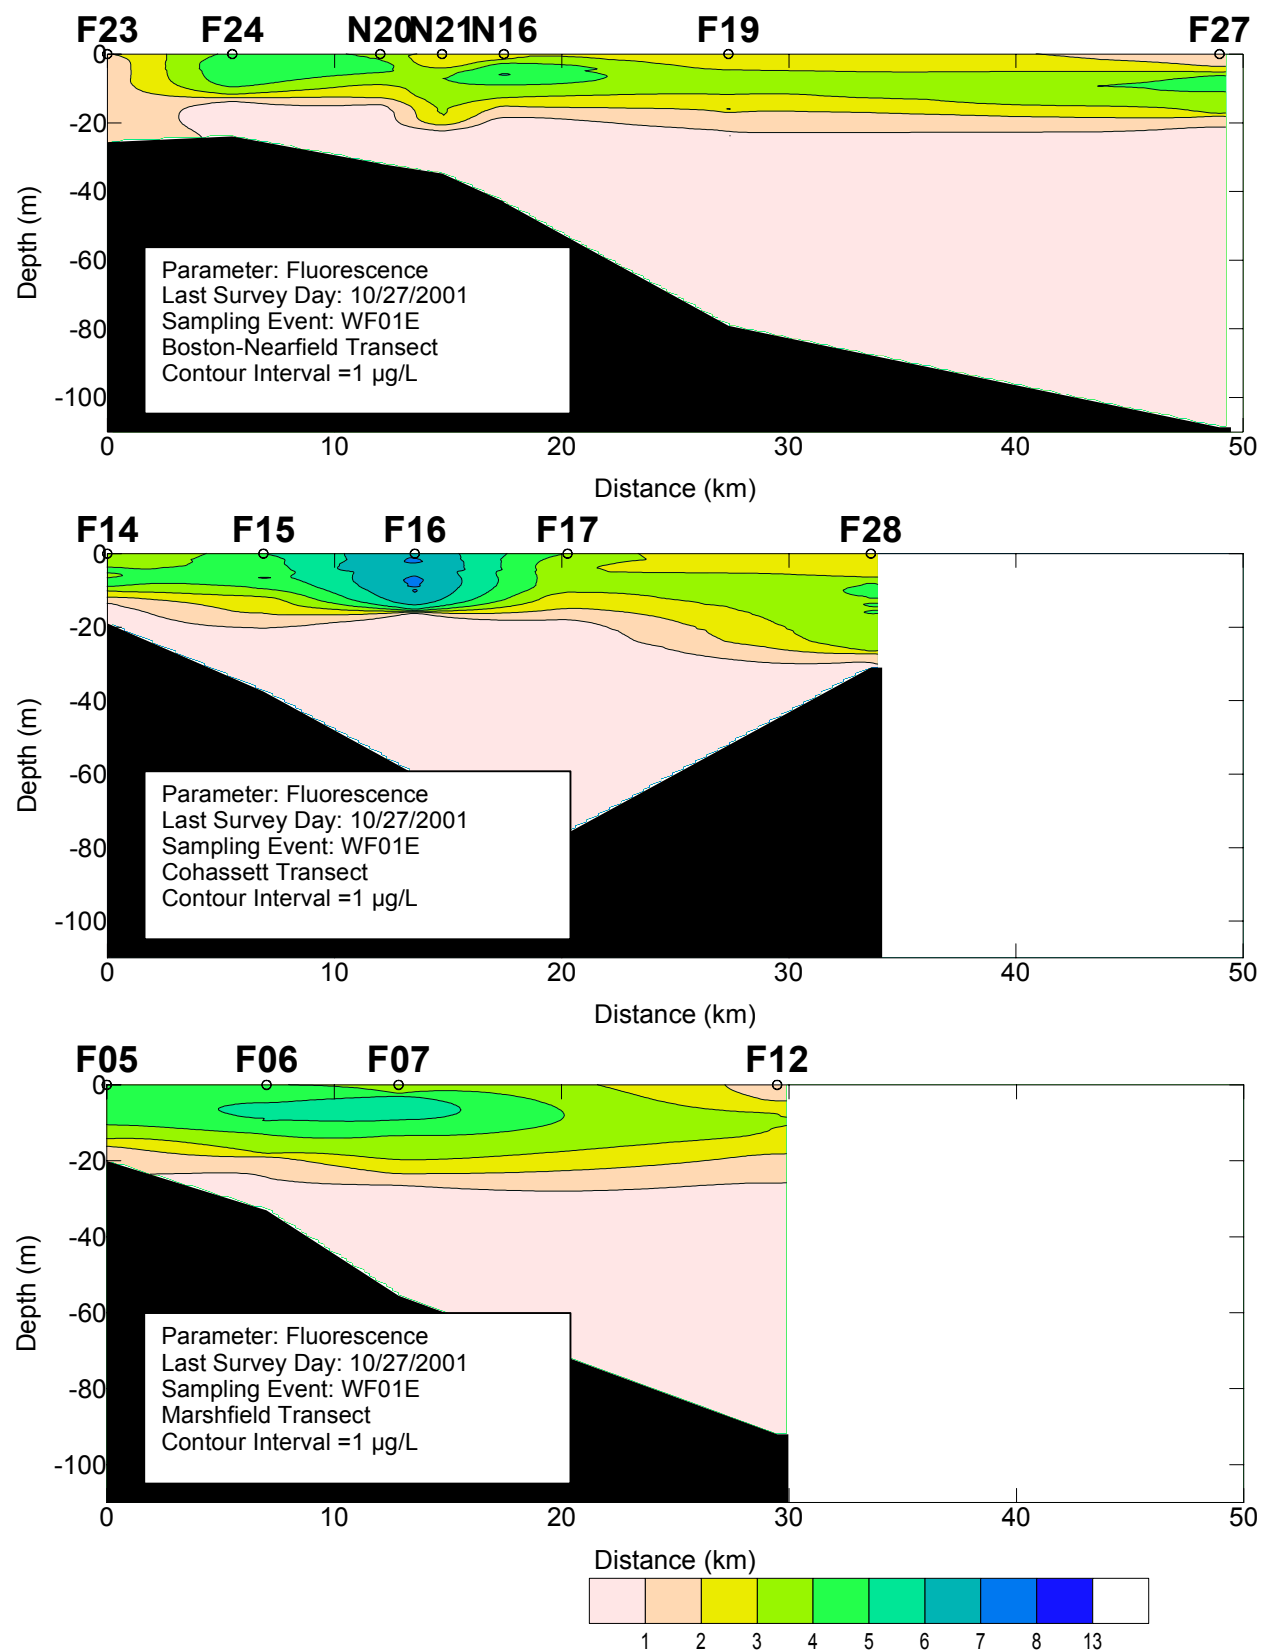 F23 F24 N20 N21 N16 F19 F27
0
-20
-40
-60
-80
-100
Depth (m)
Parameter: Fluorescence
Last Survey Day: 10/27/2001
Sampling Event: WF01E
Boston-Nearfield Transect
Contour Interval =1 µg/L
0 10 20 30 40 50
Distance (km)
F14 F15 F16 F17 F28
0
-20
-40
-60
-80
-100
Depth (m)
Parameter: Fluorescence
Last Survey Day: 10/27/2001
Sampling Event: WF01E
Cohassett Transect
Contour Interval =1 µg/L
0 10 20 30 40 50
Distance (km)
F05 F06 F07 F12
0
-20
-40
-60
-80
-100
Depth (m)
Parameter: Fluorescence
Last Survey Day: 10/27/2001
Sampling Event: WF01E
Marshfield Transect
Contour Interval =1 µg/L
0 10 20 30 40 50
Distance (km)
1 2 3 4 5 6 7 8 13